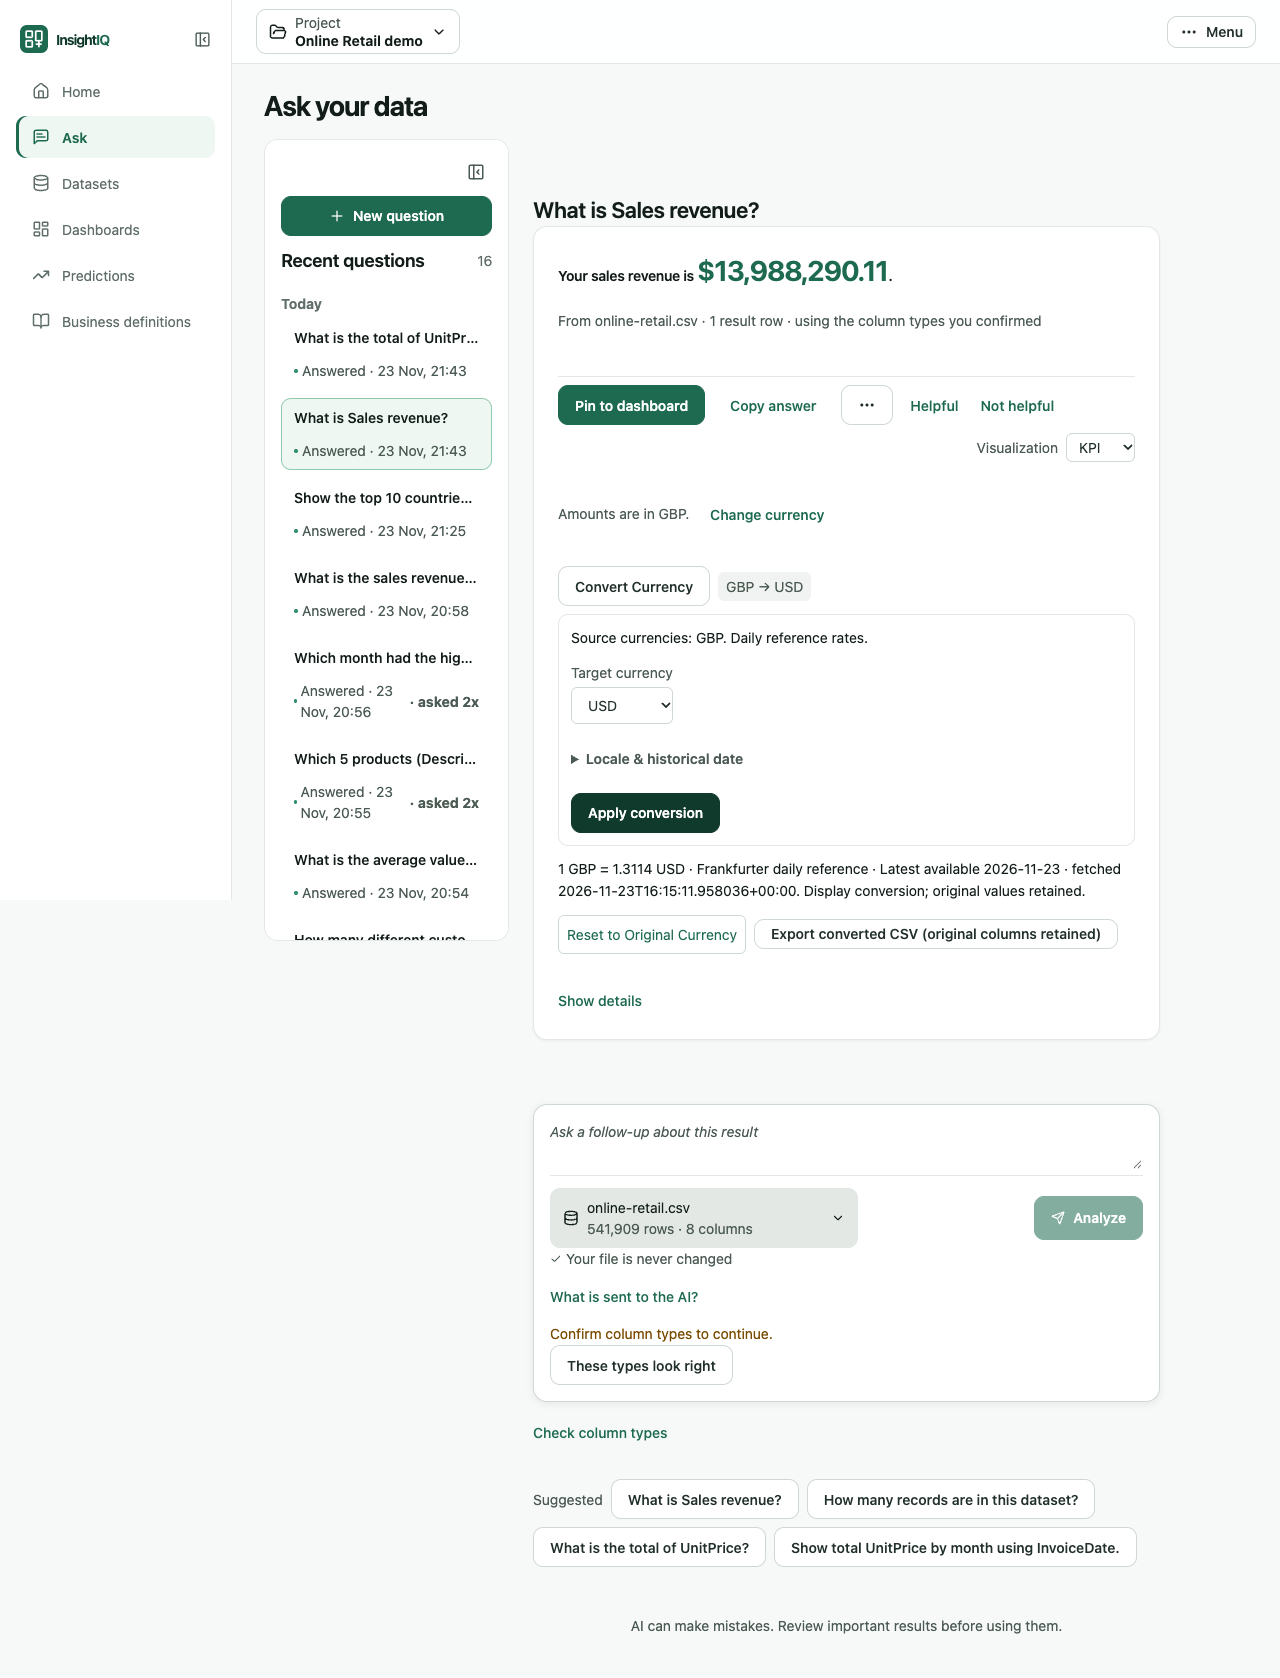 InsightIQ
Home
Ask
Datasets
Dashboards
Predictions
Business definitions
Project
Online Retail demo
Menu
Ask your data
New question
Recent questions 16
Today
What is the total of UnitPr...
Answered · 23 Nov, 21:43
What is Sales revenue?
Answered · 23 Nov, 21:43
Show the top 10 countrie...
Answered · 23 Nov, 21:25
What is the sales revenue...
Answered · 23 Nov, 20:58
Which month had the hig...
Answered · 23 Nov, 20:56 · asked 2x
Which 5 products (Descri...
Answered · 23 Nov, 20:55 · asked 2x
What is the average value...
Answered · 23 Nov, 20:54
How many different custo
What is Sales revenue?
Your sales revenue is $13,988,290.11.
From online-retail.csv · 1 result row · using the column types you confirmed
Pin to dashboard
Copy answer
Helpful
Not helpful
Visualization KPI
Amounts are in GBP. Change currency
Convert Currency GBP → USD
Source currencies: GBP. Daily reference rates.
Target currency
USD
Locale & historical date
Apply conversion
1 GBP = 1.3114 USD · Frankfurter daily reference · Latest available 2026-11-23 · fetched
2026-11-23T16:15:11.958036+00:00. Display conversion; original values retained.
Reset to Original Currency
Export converted CSV (original columns retained)
Show details
Ask a follow-up about this result
online-retail.csv
541,909 rows · 8 columns
Analyze
✓ Your file is never changed
What is sent to the AI?
Confirm column types to continue.
These types look right
Check column types
Suggested
What is Sales revenue?
How many records are in this dataset?
What is the total of UnitPrice?
Show total UnitPrice by month using InvoiceDate.
AI can make mistakes. Review important results before using them.